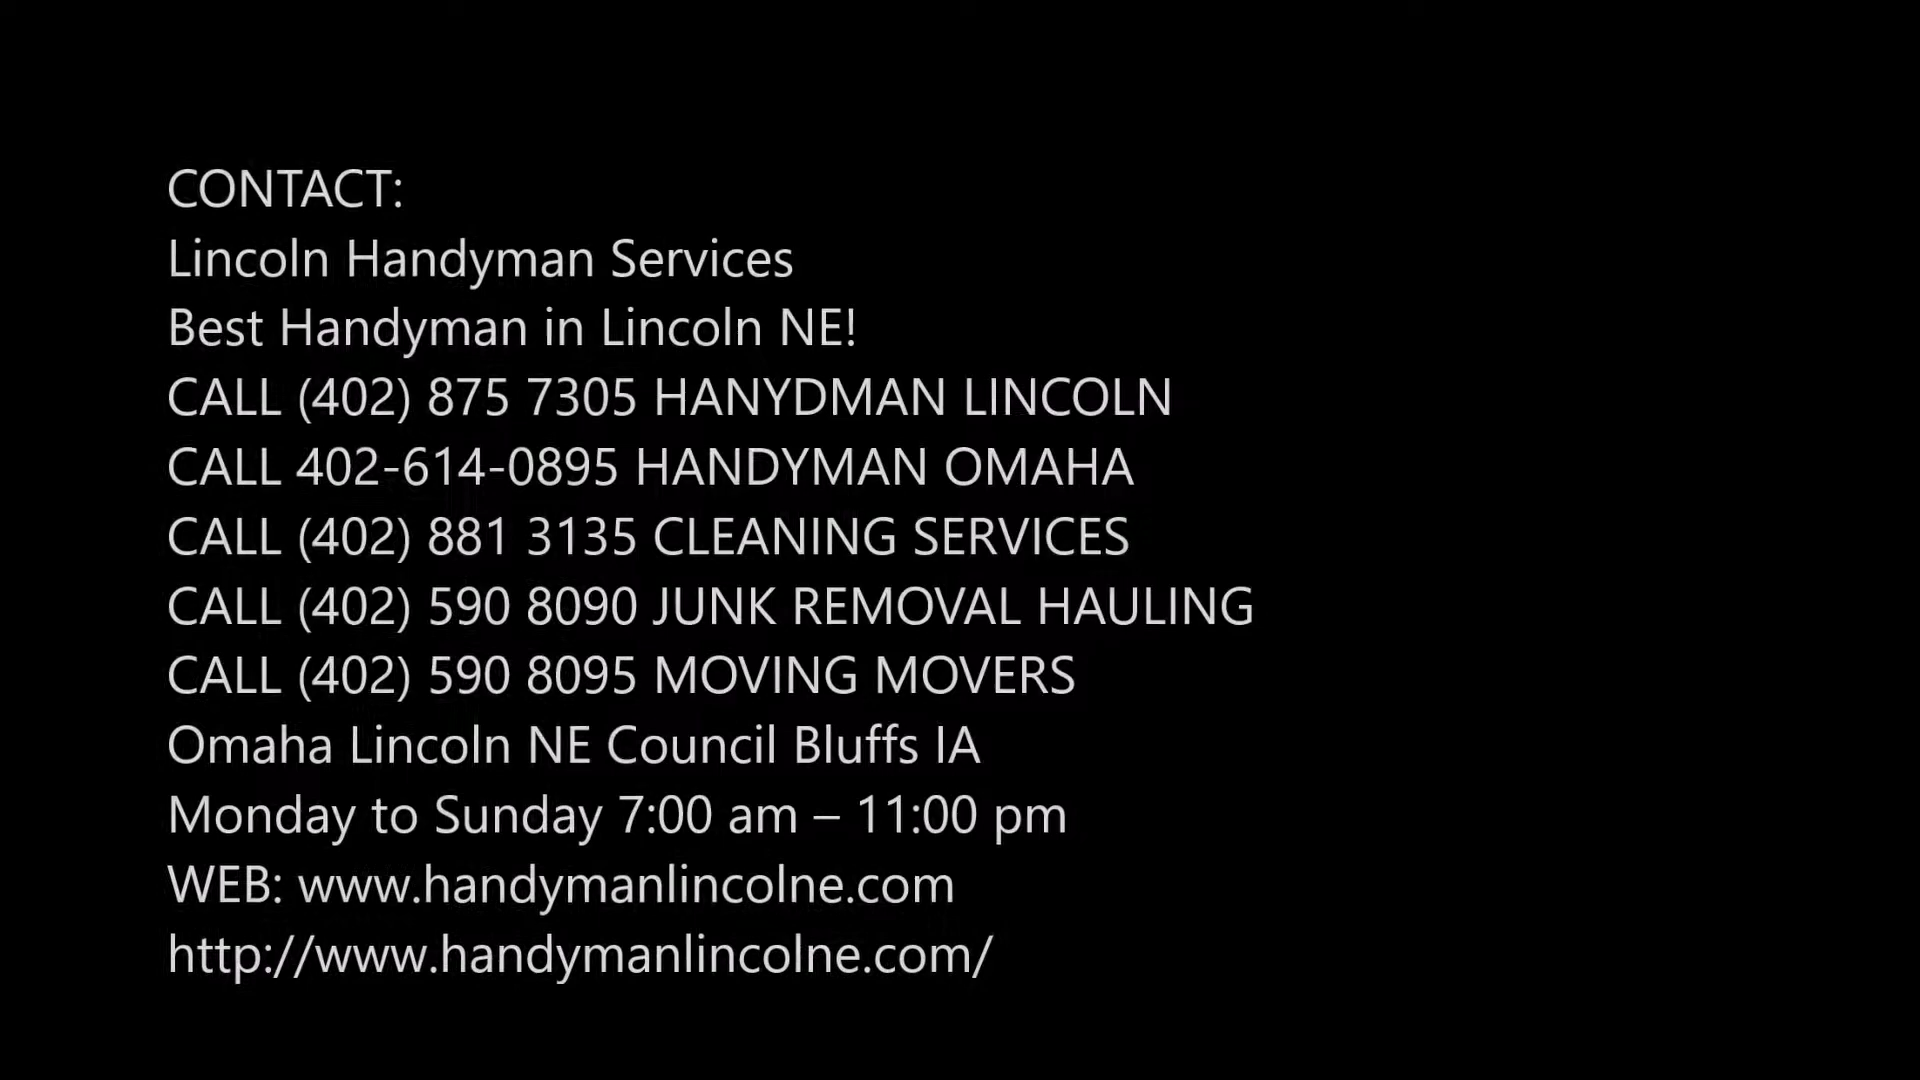 CONTACT:
Lincoln Handyman Services
Best Handyman in Lincoln NE!
CALL (402) 875 7305 HANYDMAN LINCOLN
CALL 402-614-0895 HANDYMAN OMAHA
CALL (402) 881 3135 CLEANING SERVICES
CALL (402) 590 8090 JUNK REMOVAL HAULING
CALL (402) 590 8095 MOVING MOVERS
Omaha Lincoln NE Council Bluffs IA
Monday to Sunday 7:00 am – 11:00 pm
WEB: www.handymanlincolne.com
http://www.handymanlincolne.com/